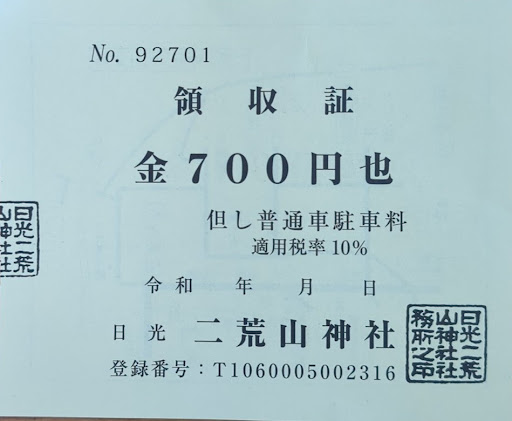 No. 92701
領収証
金700円也
但し普通車駐車料
適用税率10%
令和　年　月　日
日光 二荒山神社
登録番号：T1060005002316
日光二荒
山神社社
務所之印
日光二荒
山神社社